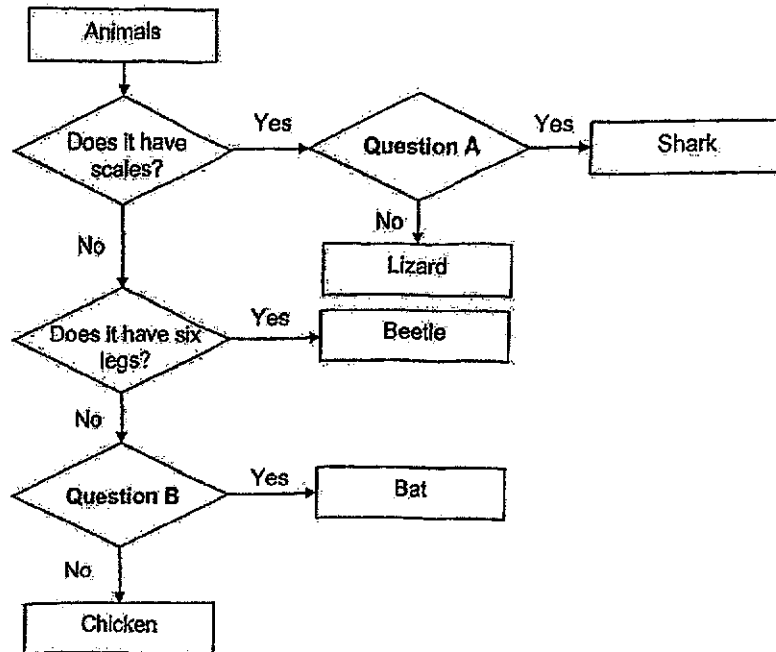 Animals
Does it have
scales?
Yes
Question A
Yes
Shark
No
Lizard
No
Does it have six
legs?
Yes
Beetle
No
Question B
Yes
Bat
No
Chicken